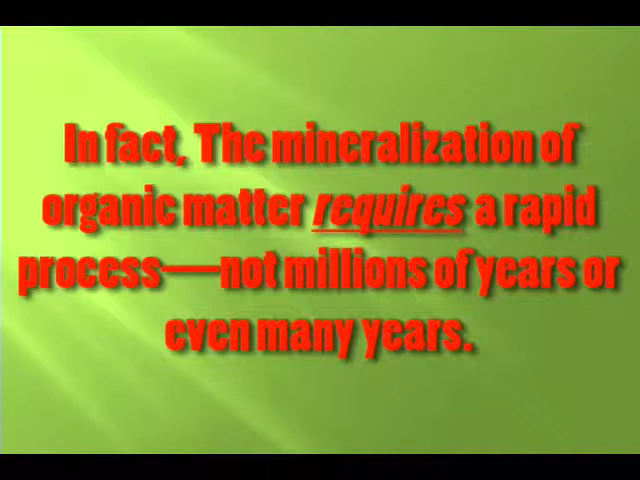 In fact, The mineralization of
organic matter requires a rapid
process—not millions of years or
even many years.